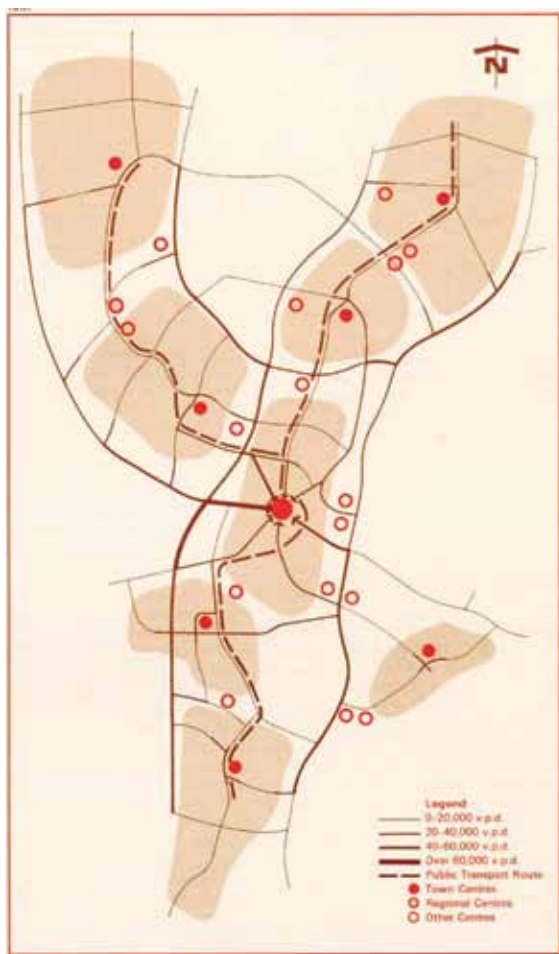 N
Legend
0-20,000 v.p.d.
20-40,000 v.p.d.
40-60,000 v.p.d.
Over 60,000 v.p.d.
Public Transport Route
Town Centres
Regional Centres
Other Centres